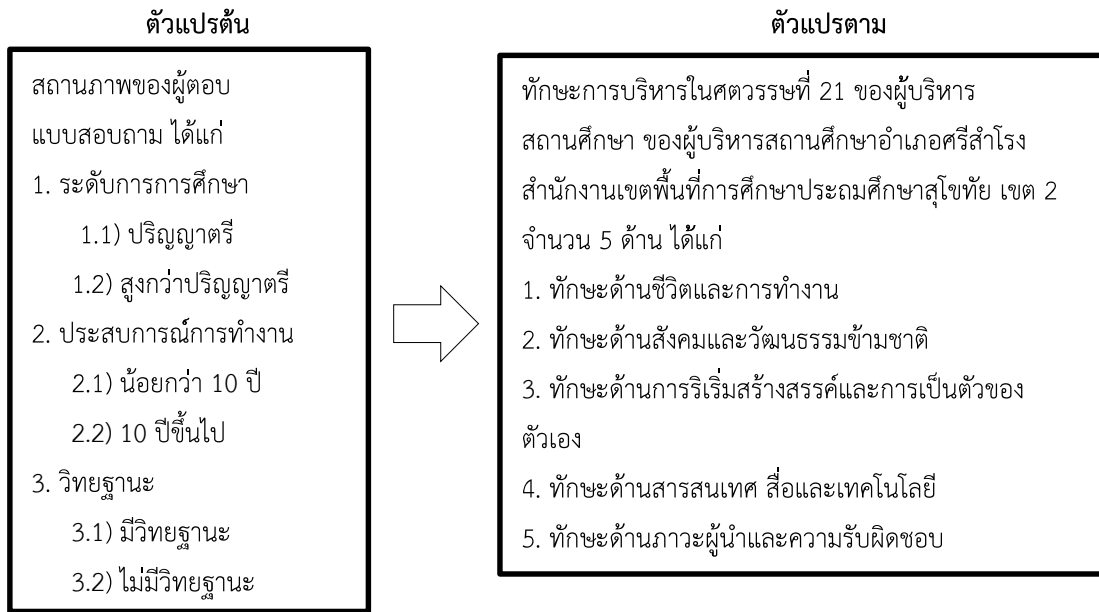 ตัวแปรต้น
สถานภาพของผู้ตอบ
แบบสอบถาม ได้แก่
1. ระดับการการศึกษา
1.1) ปริญญาตรี
1.2) สูงกว่าปริญญาตรี
2. ประสบการณ์การทำงาน
2.1) น้อยกว่า 10 ปี
2.2) 10 ปีขึ้นไป
3. วิทยฐานะ
3.1) มีวิทยฐานะ
3.2) ไม่มีวิทยฐานะ
ตัวแปรตาม
ทักษะการบริหารในศตวรรษที่ 21 ของผู้บริหาร
สถานศึกษา ของผู้บริหารสถานศึกษาอำเภอศรีสำโรง
สำนักงานเขตพื้นที่การศึกษาประถมศึกษาสุโขทัย เขต 2
จำนวน 5 ด้าน ได้แก่
1. ทักษะด้านชีวิตและการทำงาน
2. ทักษะด้านสังคมและวัฒนธรรมข้ามชาติ
3. ทักษะด้านการริเริ่มสร้างสรรค์และการเป็นตัวของ
ตัวเอง
4. ทักษะด้านสารสนเทศ สื่อและเทคโนโลยี
5. ทักษะด้านภาวะผู้นำและความรับผิดชอบ